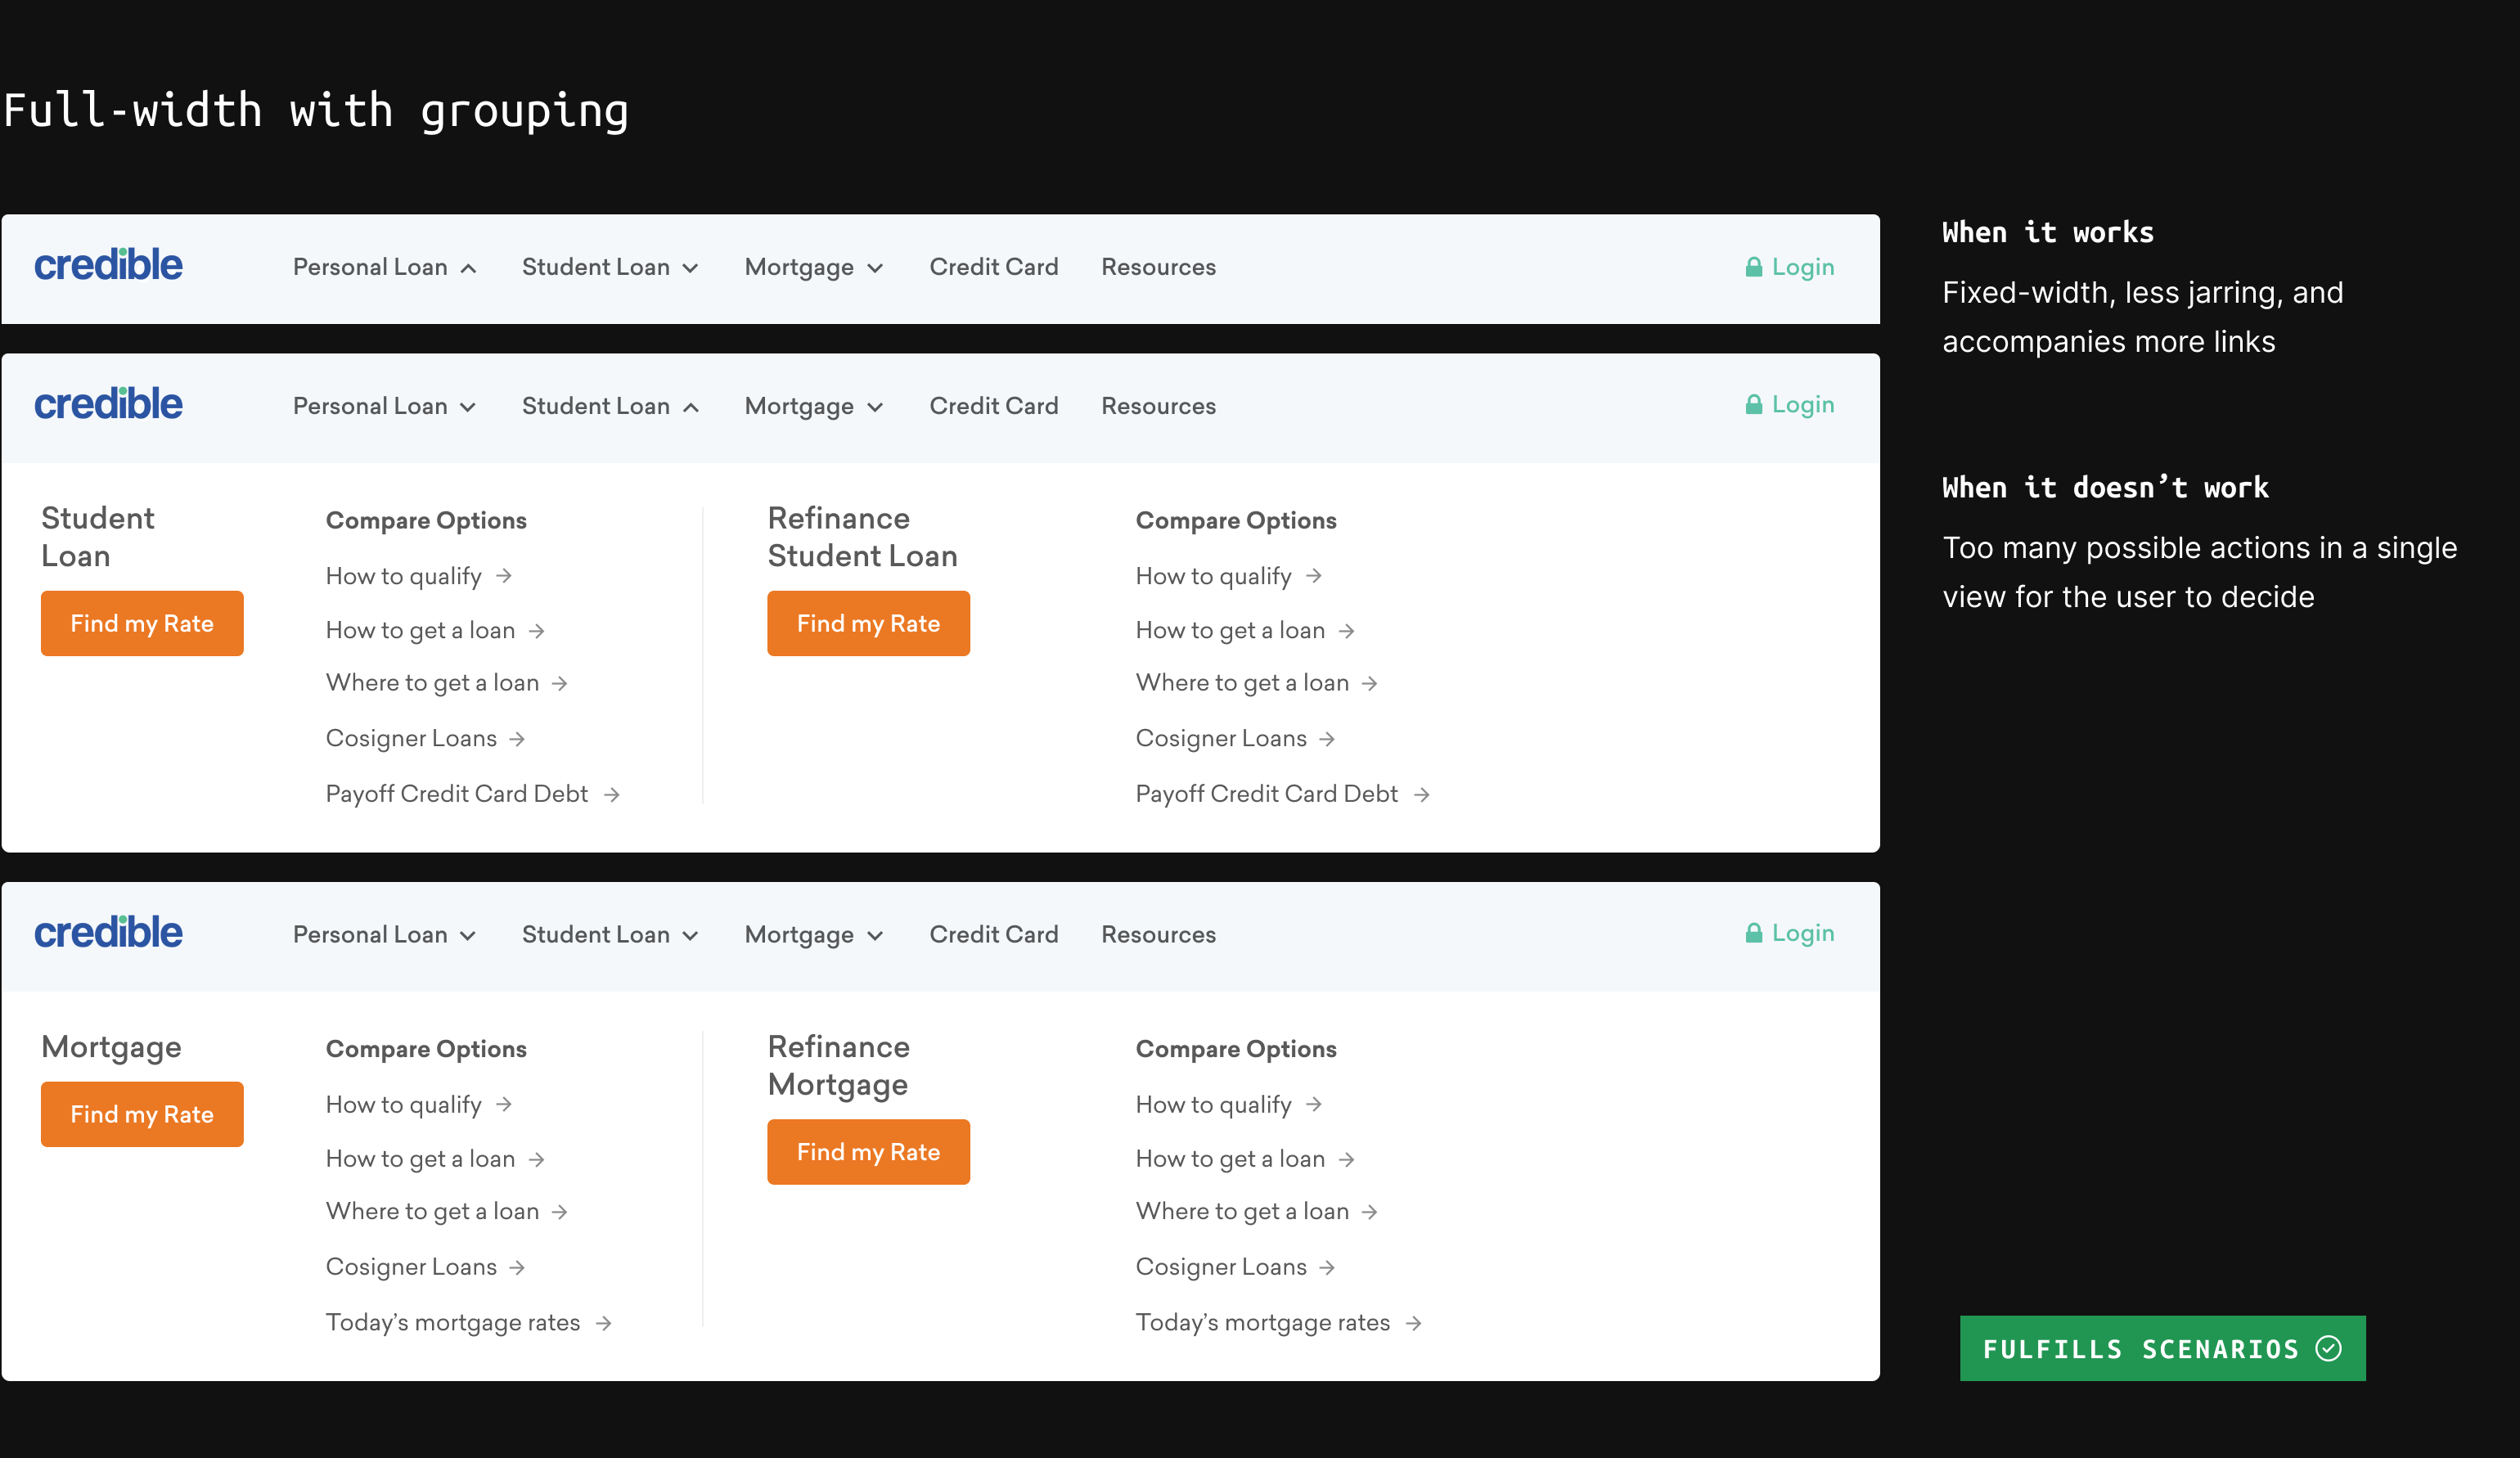 Full-width with grouping
credible
Personal Loan
Student Loan
Mortgage
Credit Card
Resources
Login
credible
Personal Loan
Student Loan
Mortgage
Credit Card
Resources
Login
Student
Loan
Find my Rate
Compare Options
How to qualify
How to get a loan
Where to get a loan
Cosigner Loans
Payoff Credit Card Debt
Refinance
Student Loan
Find my Rate
Compare Options
How to qualify
How to get a loan
Where to get a loan
Cosigner Loans
Payoff Credit Card Debt
credible
Personal Loan
Student Loan
Mortgage
Credit Card
Resources
Login
Mortgage
Find my Rate
Compare Options
How to qualify
How to get a loan
Where to get a loan
Cosigner Loans
Today’s mortgage rates
Refinance
Mortgage
Find my Rate
Compare Options
How to qualify
How to get a loan
Where to get a loan
Cosigner Loans
Today’s mortgage rates
When it works
Fixed-width, less jarring, and
accompanies more links
When it doesn’t work
Too many possible actions in a single
view for the user to decide
FULFILLS SCENARIOS